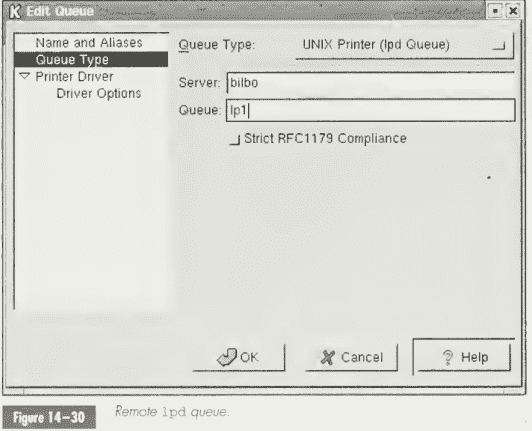 K Edit Queue
Name and Aliases
Queue Type
Printer Driver
Driver Options
Queue Type: UNIX Printer (lpd Queue)
Server: bilbo
Queue: lp1
Strict RFC1179 Compliance
OK
Cancel
? Help
Figure 14-30 Remote lpd queue.